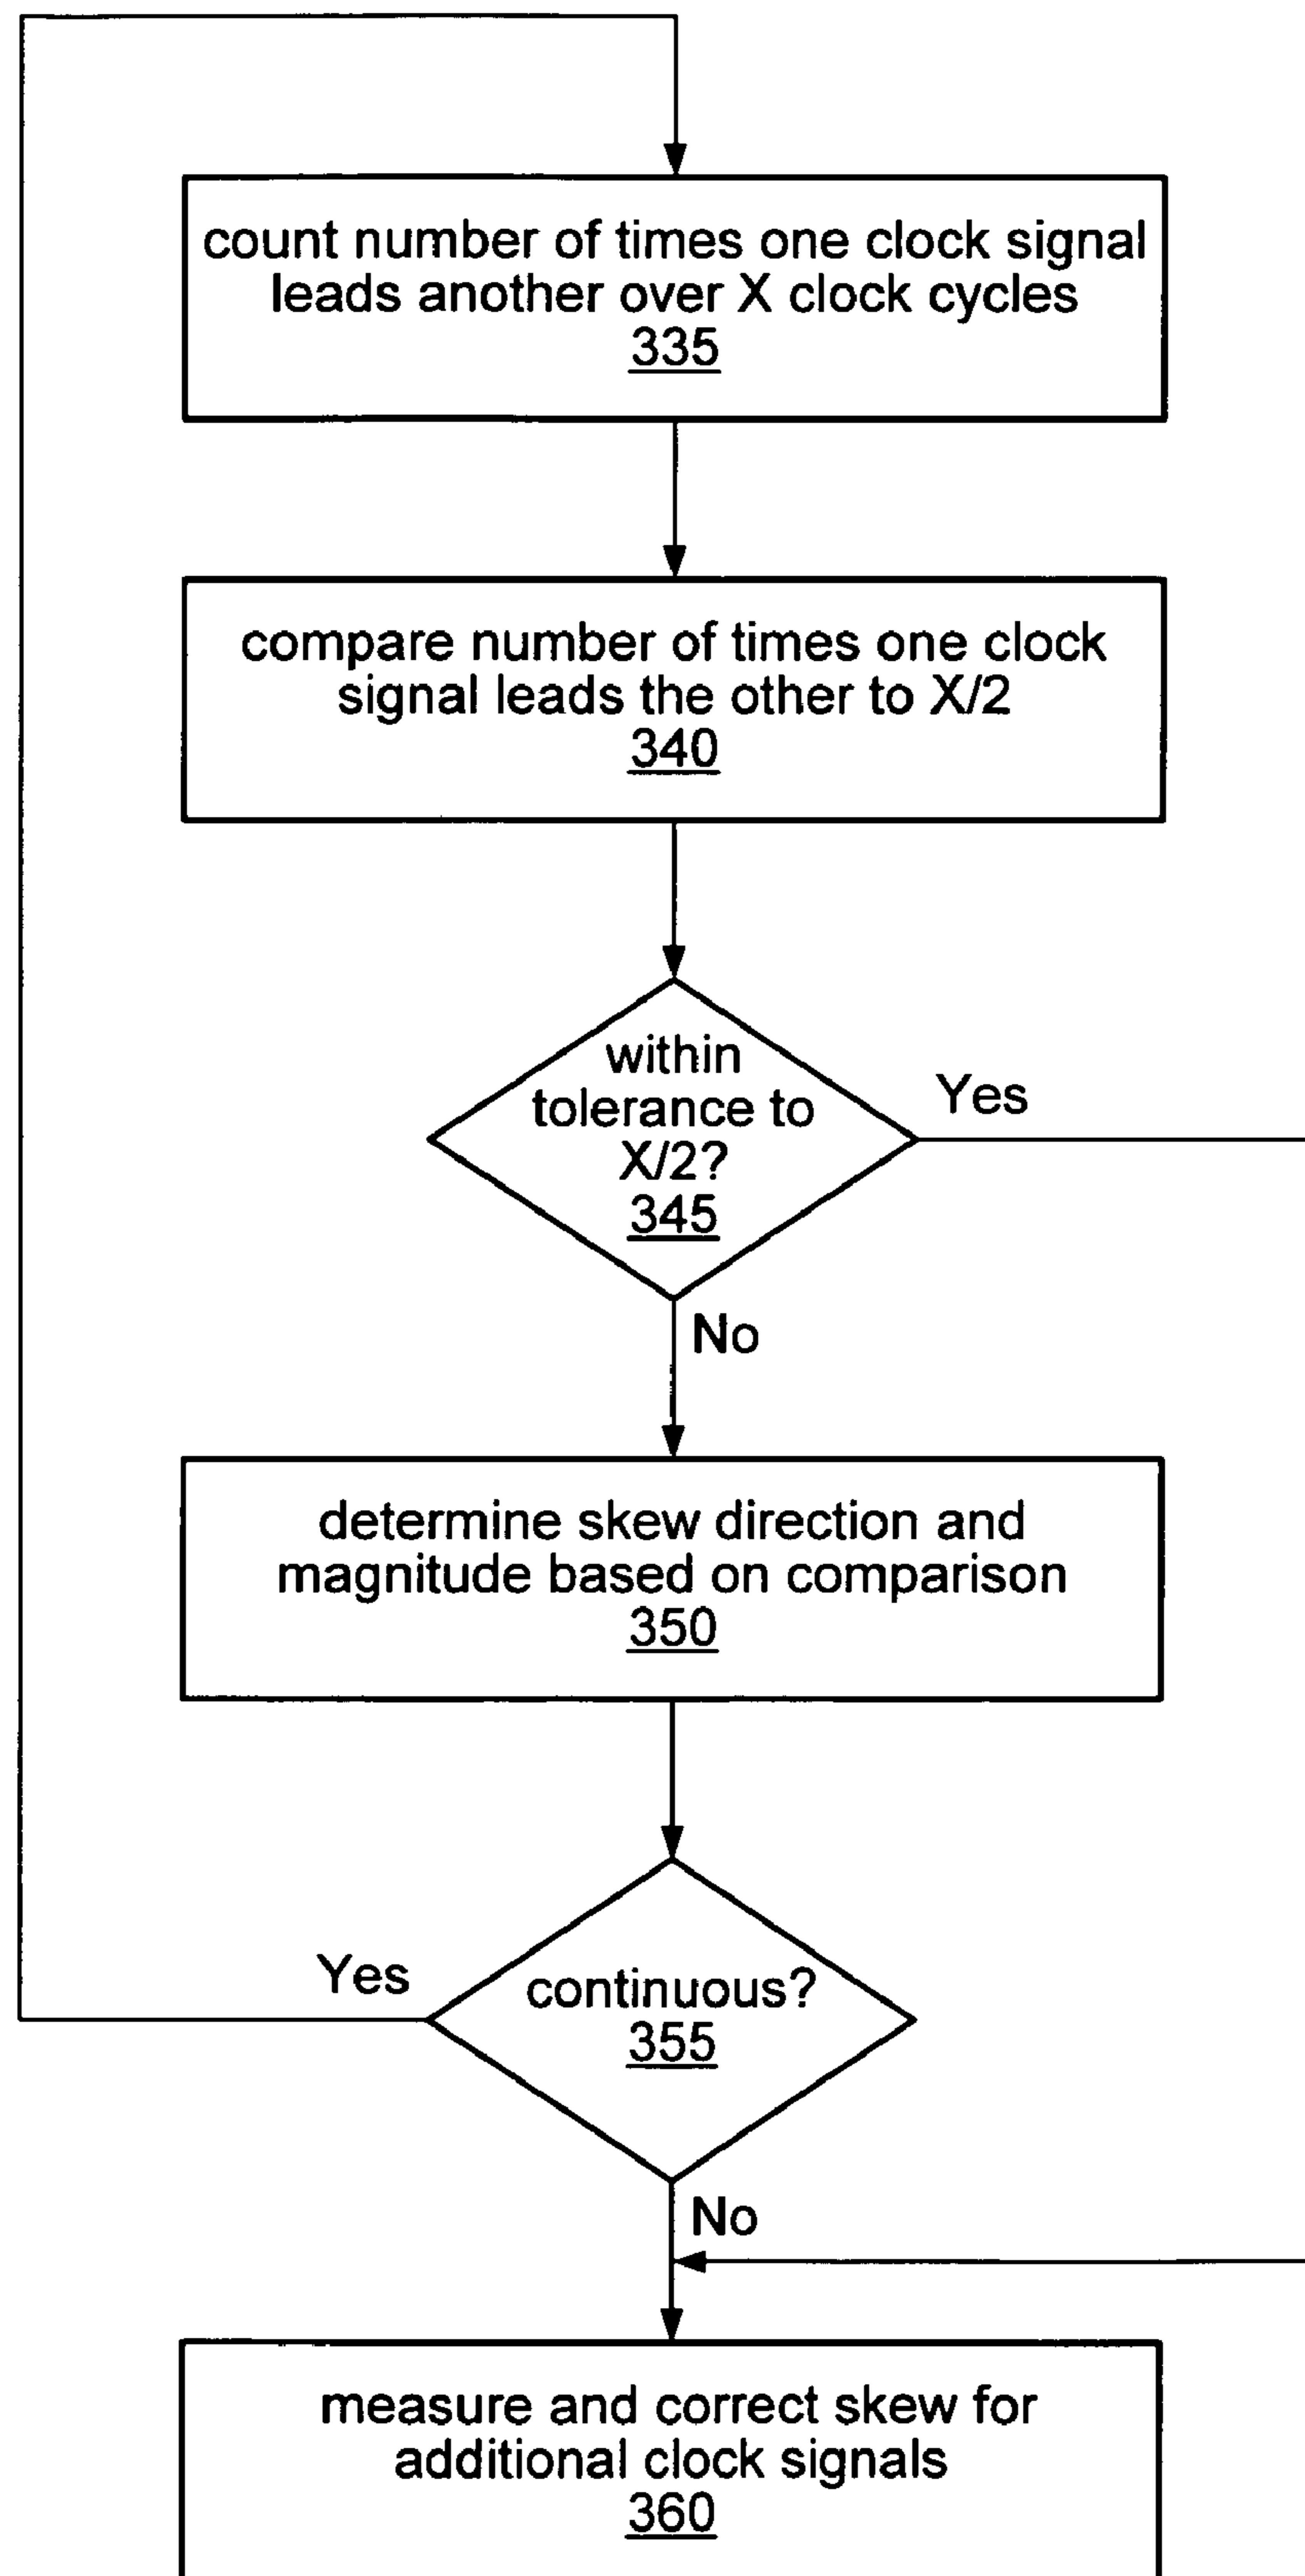 count number of times one clock signal
leads another over X clock cycles
335
compare number of times one clock
signal leads the other to X/2
340
within
tolerance to
X/2?
345
Yes
No
determine skew direction and
magnitude based on comparison
350
Yes
continuous?
355
No
measure and correct skew for
additional clock signals
360